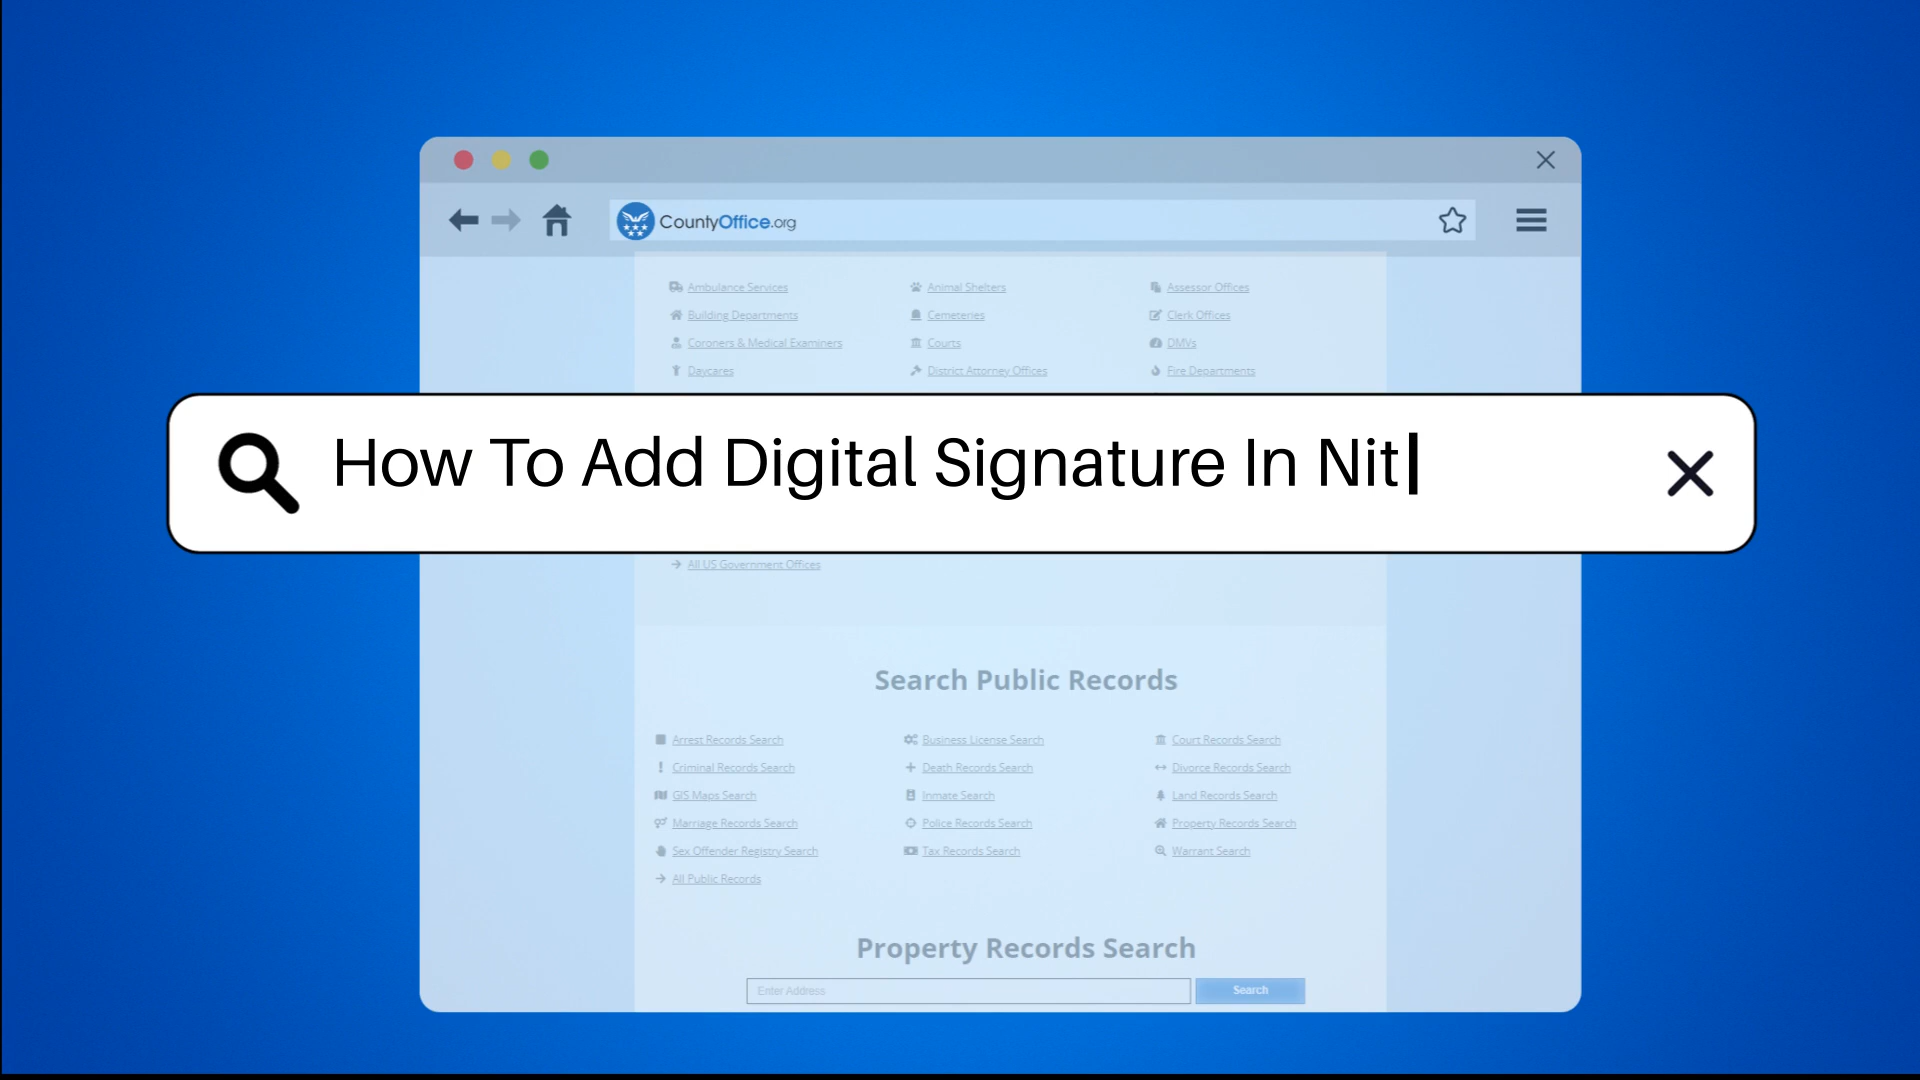 CountyOffice.org
Ambulance Services Animal Shelters Assessor Offices
Building Departments Cemeteries Clerk Offices
Coroners & Medical Examiners Courts DMVs
Daycares District Attorney Offices Fire Departments
How To Add Digital Signature In Nit
All US Government Offices
Search Public Records
Arrest Records Search Business License Search Court Records Search
Criminal Records Search Death Records Search Divorce Records Search
GIS Maps Search Inmate Search Land Records Search
Marriage Records Search Police Records Search Property Records Search
Sex Offender Registry Search Tax Records Search Warrant Search
All Public Records
Property Records Search
Enter Address Search